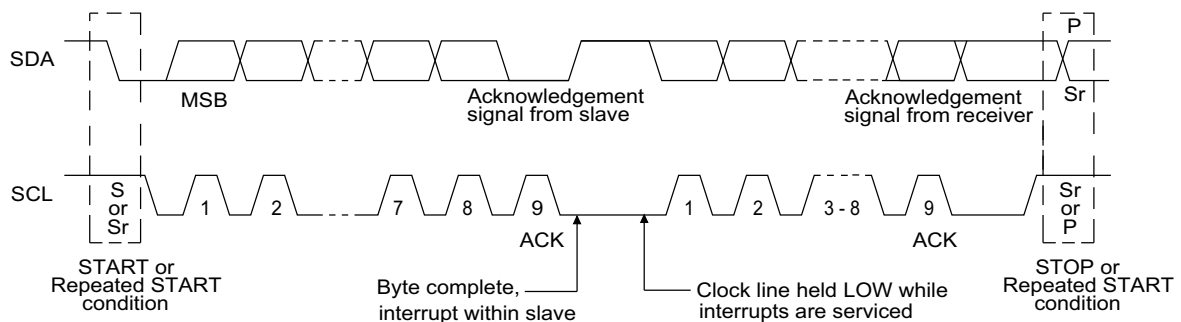 P
SDA
MSB
Acknowledgement
signal from slave
Acknowledgement
signal from receiver
Sr
SCL
S
or
Sr
1
2
7
8
9
1
2
3 - 8
9
Sr
or
P
ACK
ACK
START or
Repeated START
condition
Byte complete,
interrupt within slave
Clock line held LOW while
interrupts are serviced
STOP or
Repeated START
condition